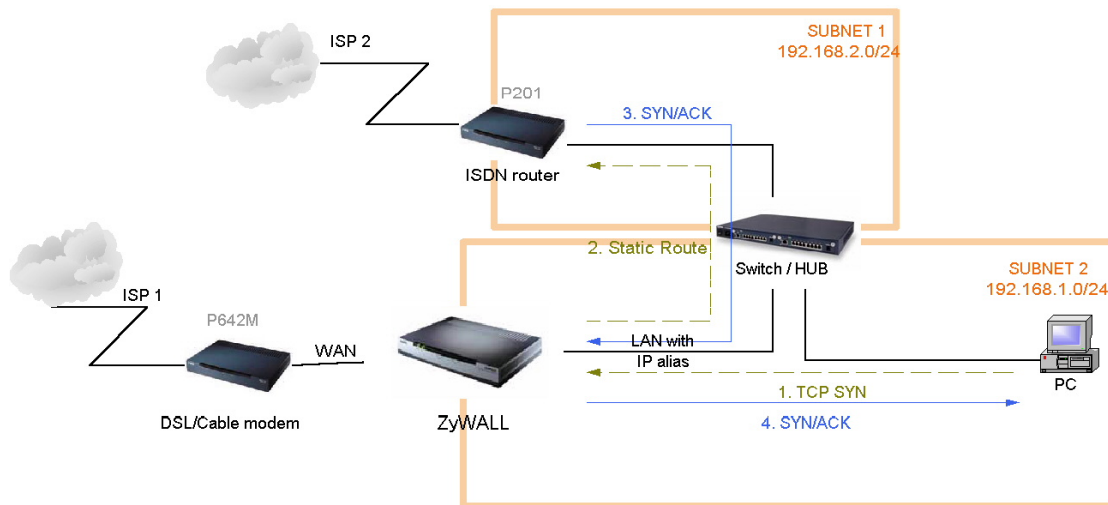 SUBNET 1
192.168.2.0/24
ISP 2
P201
3. SYN/ACK
ISDN router
2. Static Route
Switch / HUB
SUBNET 2
192.168.1.0/24
ISP 1
P642M
WAN
LAN with
IP alias
PC
1. TCP SYN
DSL/Cable modem
ZyWALL
4. SYN/ACK